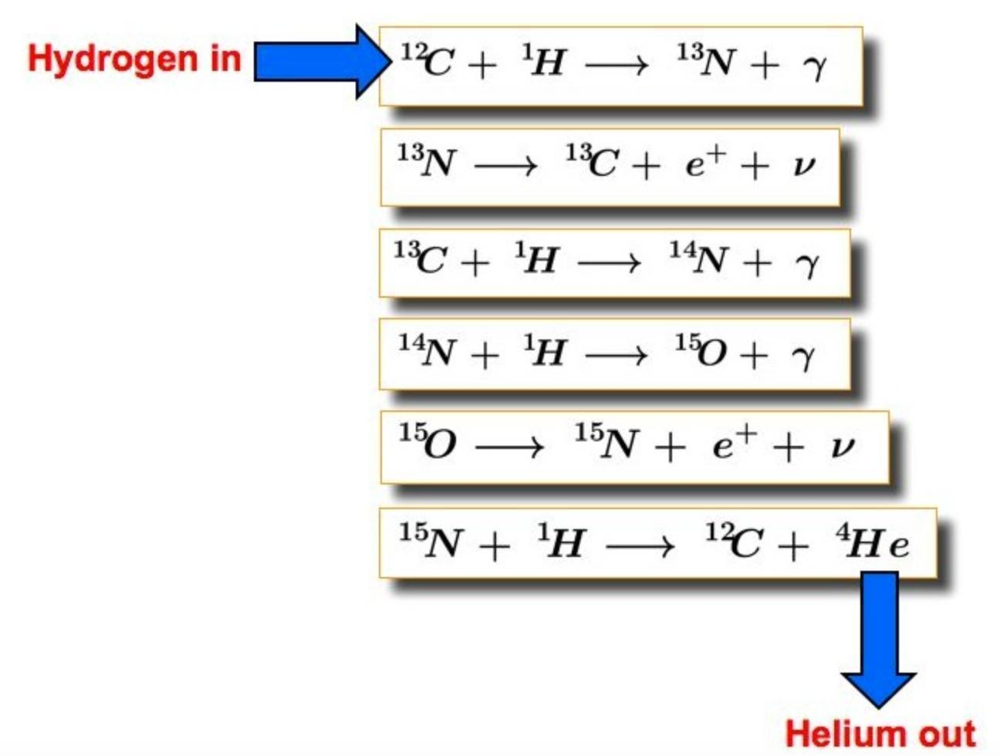 Hydrogen in
¹²C + ¹H ⟶ ¹³N + γ
¹³N ⟶ ¹³C + e⁺ + ν
¹³C + ¹H ⟶ ¹⁴N + γ
¹⁴N + ¹H ⟶ ¹⁵O + γ
¹⁵O ⟶ ¹⁵N + e⁺ + ν
¹⁵N + ¹H ⟶ ¹²C + ⁴He
Helium out